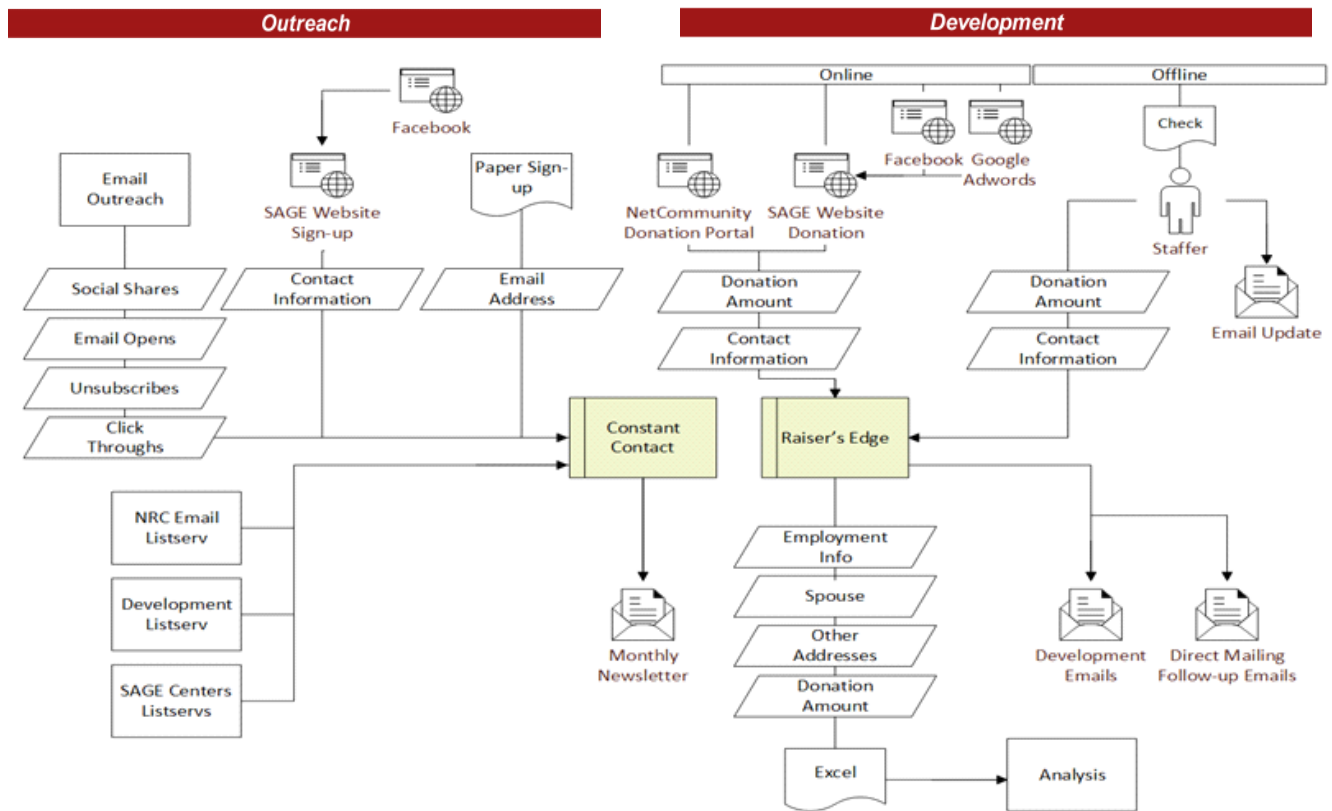 Outreach
Development
Online
Offline
Facebook
Check
Facebook
Google
Adwords
Email
Outreach
SAGE Website
Sign-up
Paper Sign-
up
NetCommunity
Donation Portal
SAGE Website
Donation
Staffer
Social Shares
Contact
Information
Email
Address
Donation
Amount
Donation
Amount
Email Update
Email Opens
Contact
Information
Contact
Information
Unsubscribes
Click
Throughs
Constant
Contact
Raiser's Edge
NRC Email
Listserv
Employment
Info
Development
Listserv
Spouse
Other
Addresses
Monthly
Newsletter
Development
Emails
Direct Mailing
Follow-up Emails
SAGE Centers
Listservs
Donation
Amount
Excel
Analysis